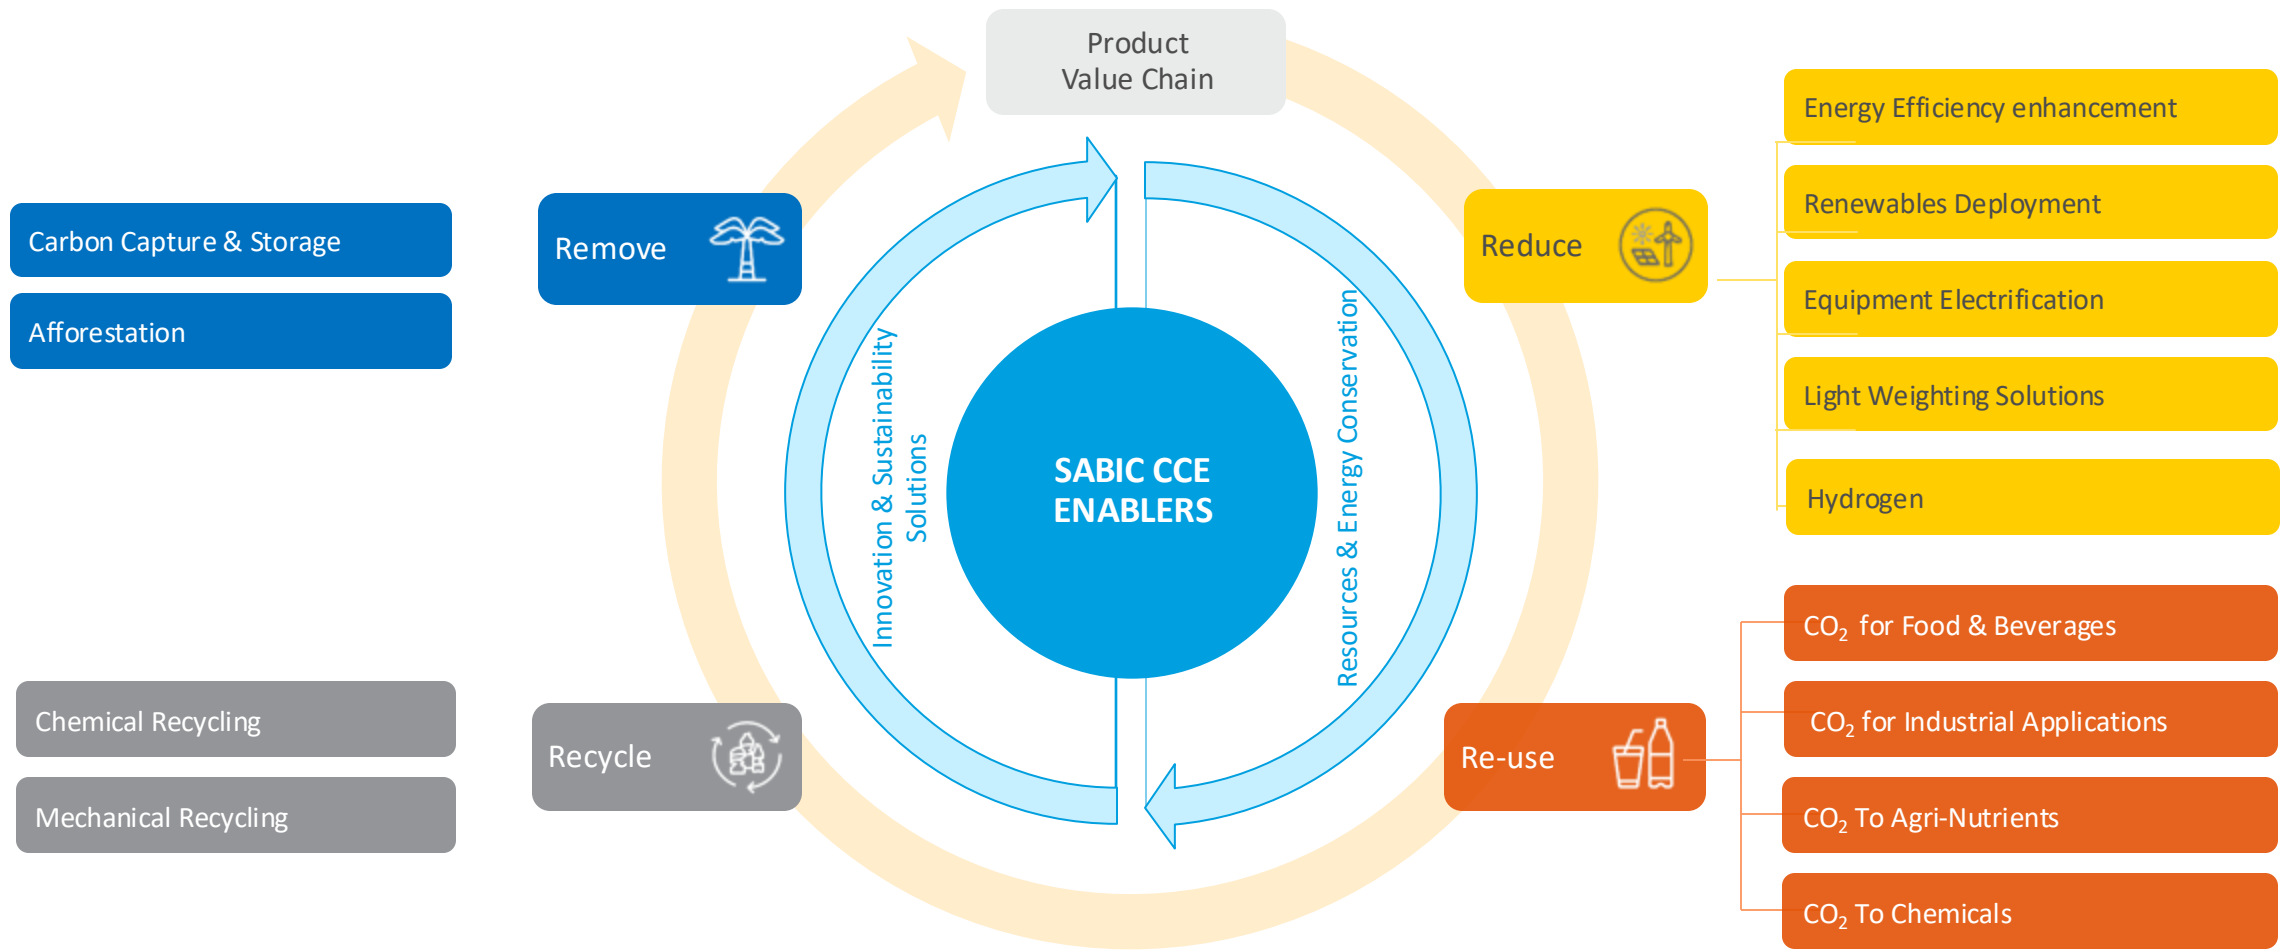 Product
Value Chain
Carbon Capture & Storage
Afforestation
Remove
Reduce
Energy Efficiency enhancement
Renewables Deployment
Equipment Electrification
Light Weighting Solutions
Hydrogen
Innovation & Sustainability
Solutions
SABIC CCE
ENABLERS
Resources & Energy Conservation
Chemical Recycling
Mechanical Recycling
Recycle
Re-use
CO₂ for Food & Beverages
CO₂ for Industrial Applications
CO₂ To Agri-Nutrients
CO₂ To Chemicals